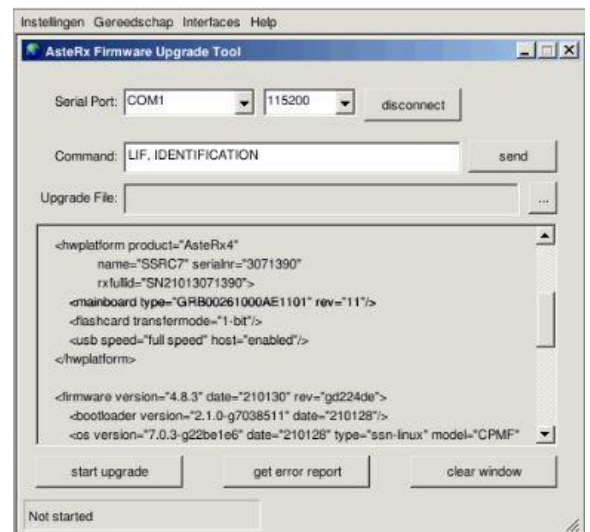 Instellingen Gereedschap Interfaces Help
AsteRx Firmware Upgrade Tool
Serial Port: COM1 115200 disconnect
Command: LIF, IDENTIFICATION send
Upgrade File: ...
<hwplatform product="AsteRx4"
name="SSRC7" serialnr="3071390"
rxfullid="SN21013071390">
<mainboard type="GRB00261000AE1101" rev="11"/>
<flashcard transfermode="1-bit"/>
<usb speed="full speed" host="enabled"/>
</hwplatform>
<firmware version="4.8.3" date="210130" rev="gd224de">
<bootloader version="2.1.0-g7038511" date="210128"/>
<os version="7.0.3-g22be1e6" date="210128" type="ssn-linux" model="CPMF"
start upgrade get error report clear window
Not started